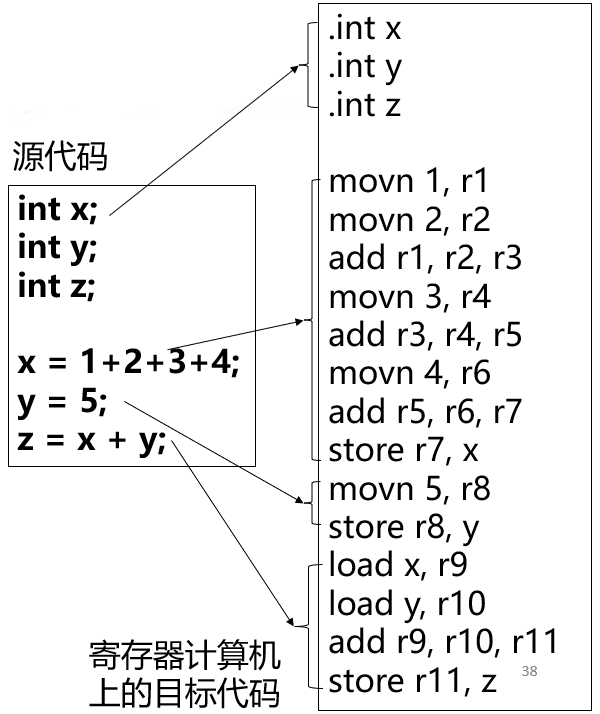 源代码
int x;
int y;
int z;
x = 1+2+3+4;
y = 5;
z = x + y;
.int x
.int y
.int z
movn 1, r1
movn 2, r2
add r1, r2, r3
movn 3, r4
add r3, r4, r5
movn 4, r6
add r5, r6, r7
store r7, x
movn 5, r8
store r8, y
load x, r9
load y, r10
add r9, r10, r11
store r11, z
38
寄存器计算机
上的目标代码